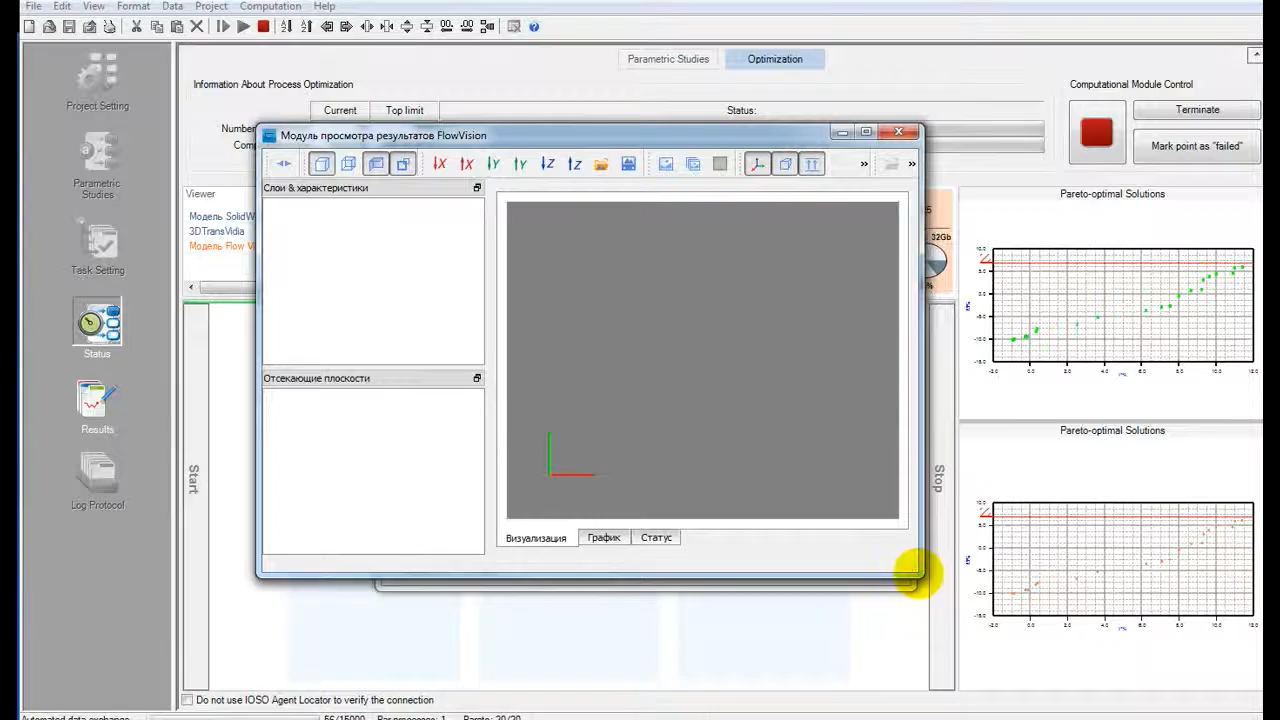 File Edit View Format Data Project Computation Help
Parametric Studies Optimization
Information About Process Optimization
Computational Module Control
Current Top limit Status:
Terminate
Mark point as "failed"
Project Setting
Parametric
Studies
Task Setting
Status
Results
Log Protocol
Viewer
3DTransVidia
Модуль просмотра результатов FlowVision
Слои & характеристики
Отсекающие плоскости
Визуализация График Статус
32Gb
Start
Stop
Pareto-optimal Solutions
Pareto-optimal Solutions
Do not use IOSO Agent Locator to verify the connection